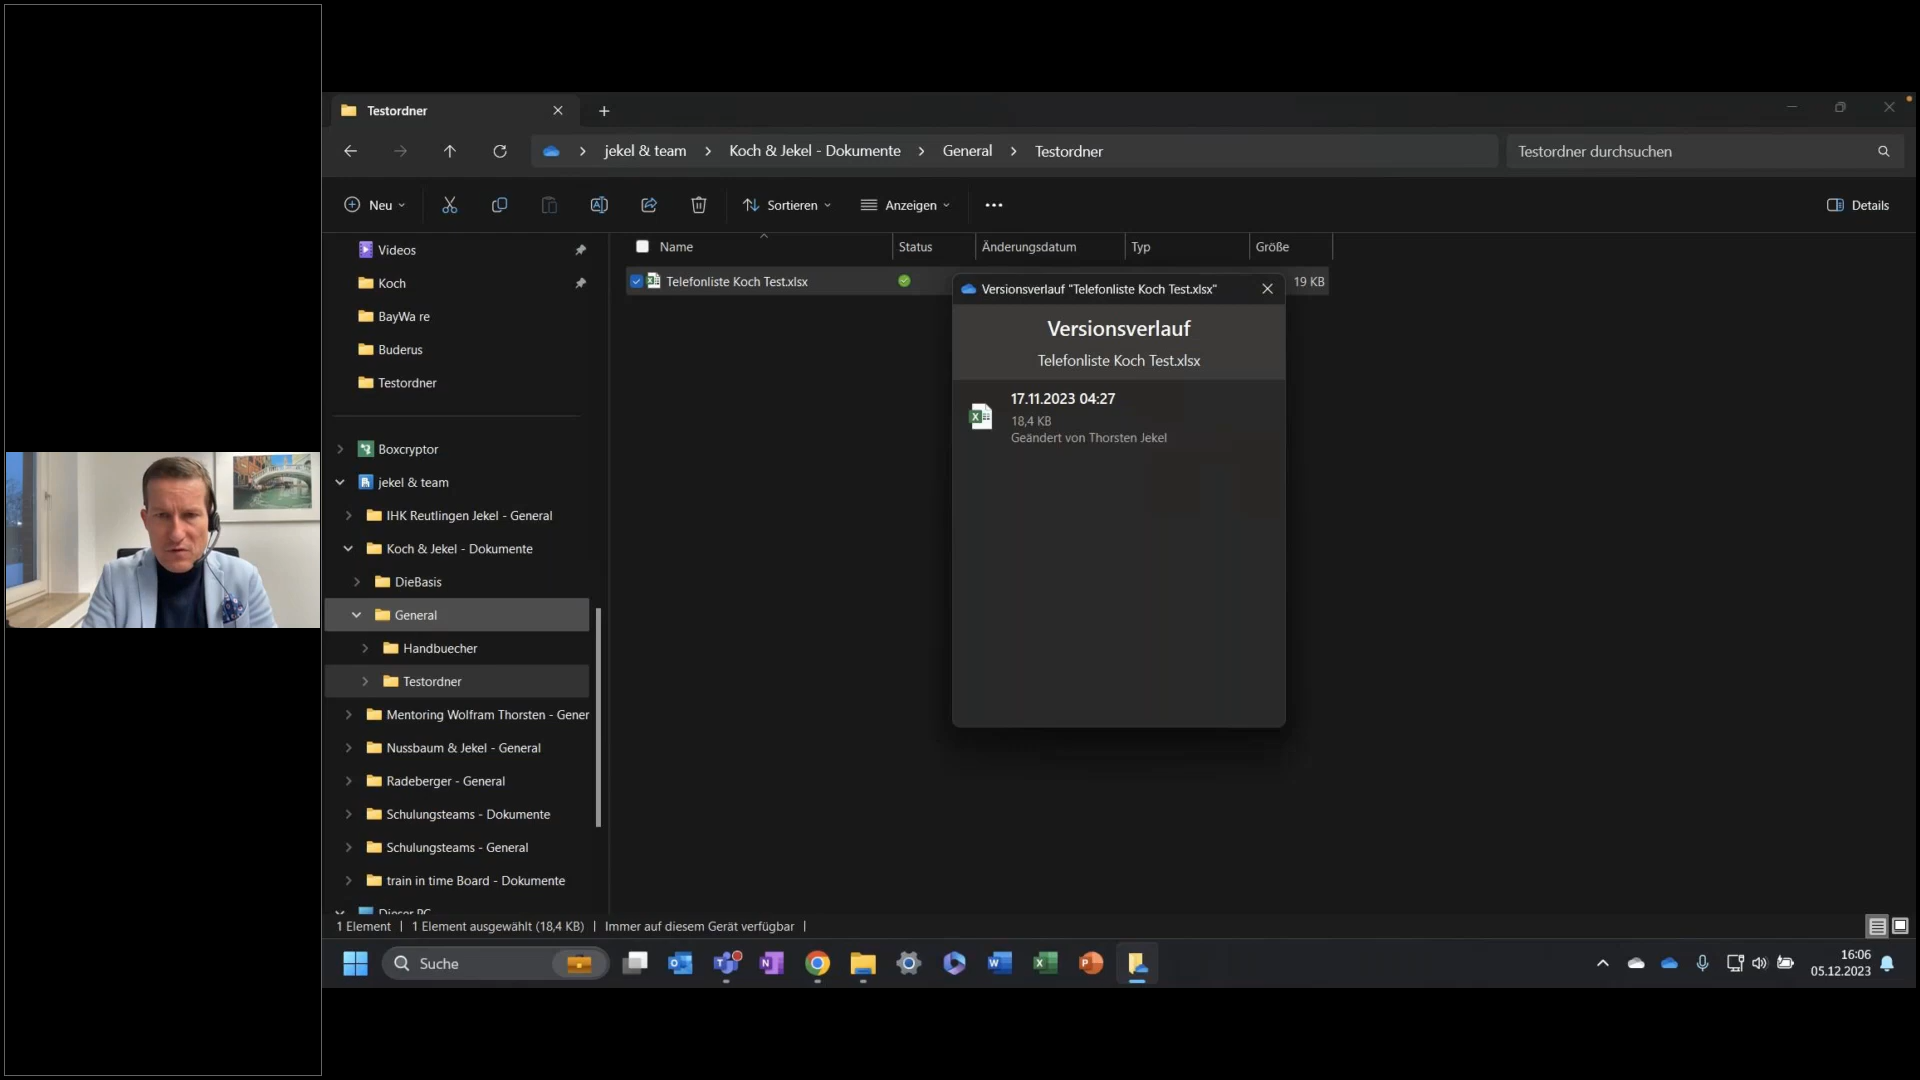 Testordner
jekel & team
Koch & Jekel - Dokumente
General
Testordner
Testordner durchsuchen
Neu
Sortieren
Anzeigen
Details
Videos
Koch
BayWa re
Buderus
Testordner
Boxcryptor
jekel & team
IHK Reutlingen Jekel - General
Koch & Jekel - Dokumente
DieBasis
General
Handbuecher
Testordner
Mentoring Wolfram Thorsten - Gener
Nussbaum & Jekel - General
Radeberger - General
Schulungsteams - Dokumente
Schulungsteams - General
train in time Board - Dokumente
Dieser PC
Name
Status
Änderungsdatum
Typ
Größe
Telefonliste Koch Test.xlsx
19 KB
Versionsverlauf "Telefonliste Koch Test.xlsx"
Versionsverlauf
Telefonliste Koch Test.xlsx
17.11.2023 04:27
18,4 KB
Geändert von Thorsten Jekel
1 Element
1 Element ausgewählt (18,4 KB)
Immer auf diesem Gerät verfügbar
Suche
16:06
05.12.2023